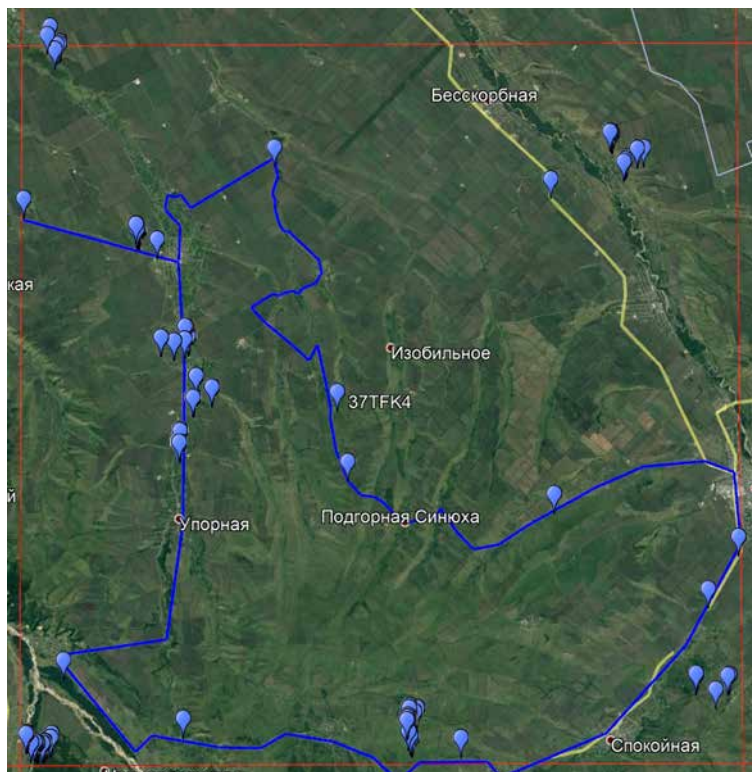 Бесскорбная
кая
Изобильное
37TFK4
й
Подгорная Синюха
Упорная
Спокойная